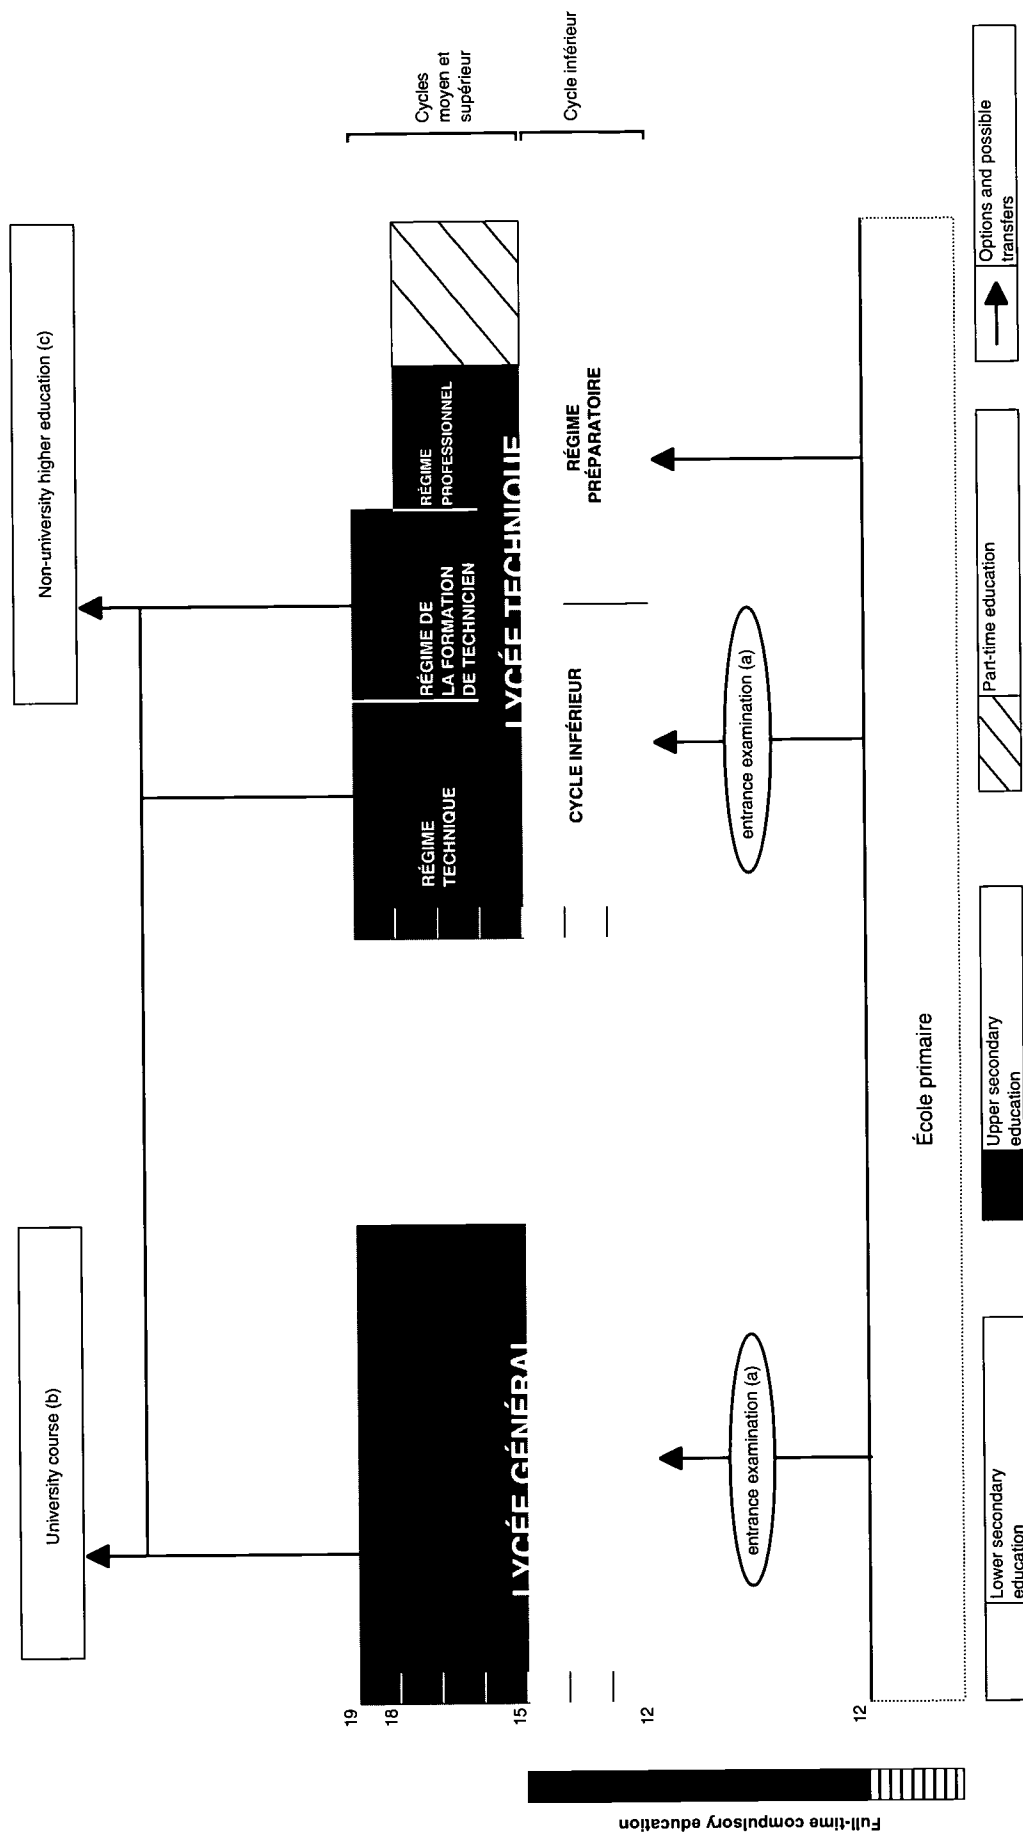 University course (b)
Non-university higher education (c)
19
18
15
12
12
Full-time compulsory education
LYCÉE GÉNÉRAL
RÉGIME
TECHNIQUE
RÉGIME DE
LA FORMATION
DE TECHNICIEN
RÉGIME
PROFESSIONNEL
LYCÉE TECHNIQUE
CYCLE INFÉRIEUR
RÉGIME
PRÉPARATOIRE
Cycles
moyen et
supérieur
Cycle inférieur
entrance examination (a)
entrance examination (a)
École primaire
Lower secondary
education
Upper secondary
education
Part-time education
Options and possible
transfers